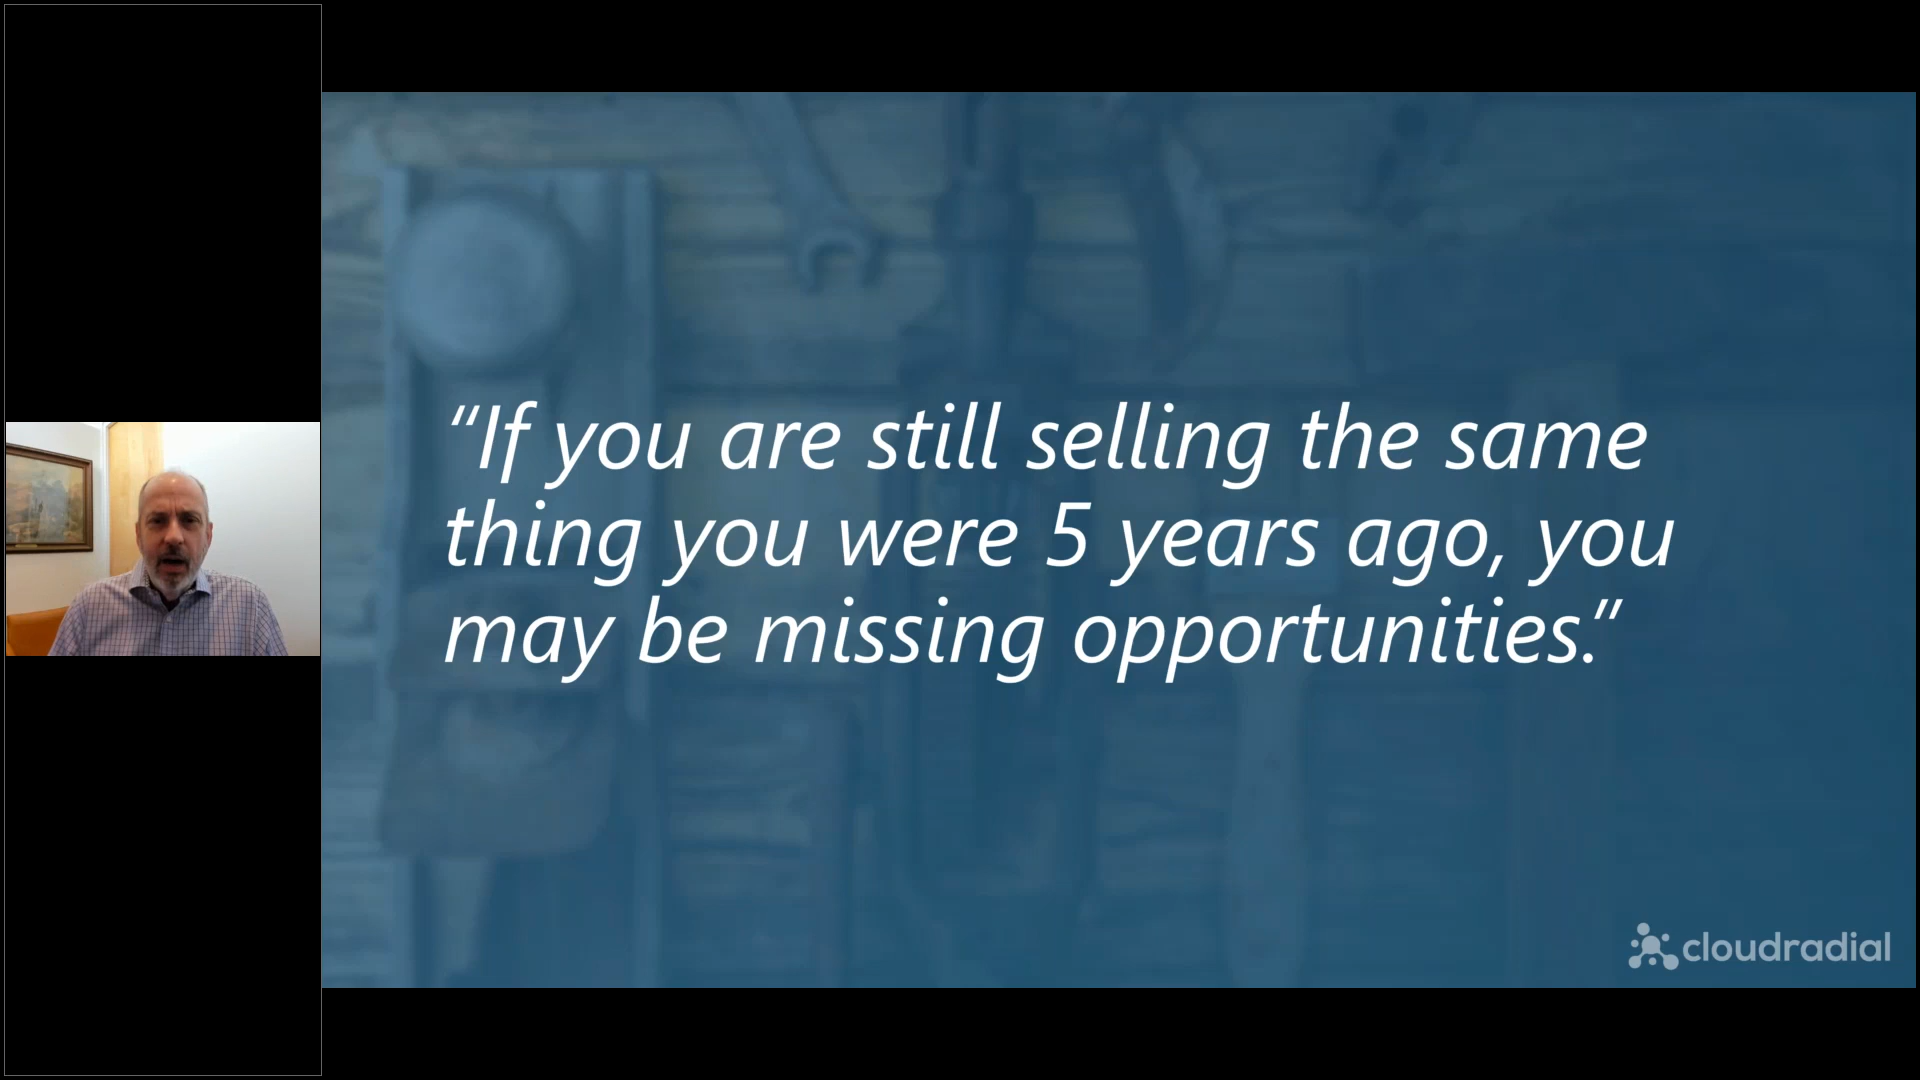 “If you are still selling the same
thing you were 5 years ago, you
may be missing opportunities.”
cloudradial